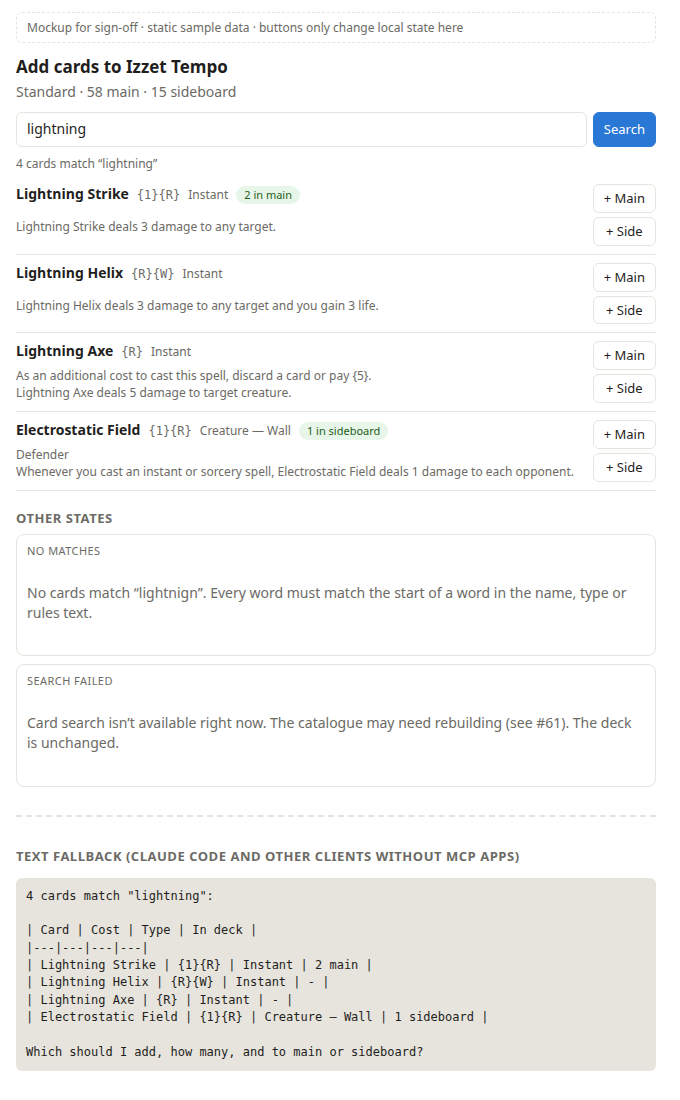 Mockup for sign-off · static sample data · buttons only change local state here
Add cards to Izzet Tempo
Standard · 58 main · 15 sideboard
lightning
Search
4 cards match “lightning”
Lightning Strike {1}{R} Instant 2 in main
+ Main
Lightning Strike deals 3 damage to any target.
+ Side
Lightning Helix {R}{W} Instant
+ Main
Lightning Helix deals 3 damage to any target and you gain 3 life.
+ Side
Lightning Axe {R} Instant
+ Main
As an additional cost to cast this spell, discard a card or pay {5}.
Lightning Axe deals 5 damage to target creature.
+ Side
Electrostatic Field {1}{R} Creature — Wall 1 in sideboard
+ Main
Defender
Whenever you cast an instant or sorcery spell, Electrostatic Field deals 1 damage to each opponent.
+ Side
OTHER STATES
NO MATCHES
No cards match “lightnign”. Every word must match the start of a word in the name, type or
rules text.
SEARCH FAILED
Card search isn’t available right now. The catalogue may need rebuilding (see #61). The deck
is unchanged.
TEXT FALLBACK (CLAUDE CODE AND OTHER CLIENTS WITHOUT MCP APPS)
4 cards match "lightning":
| Card | Cost | Type | In deck |
|---|---|---|---|
| Lightning Strike | {1}{R} | Instant | 2 main |
| Lightning Helix | {R}{W} | Instant | - |
| Lightning Axe | {R} | Instant | - |
| Electrostatic Field | {1}{R} | Creature — Wall | 1 sideboard |
Which should I add, how many, and to main or sideboard?